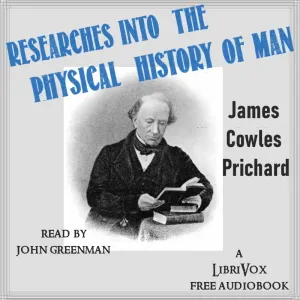 RESEARCHES INTO THE
PHYSICAL HISTORY OF MAN
James
Cowles
Prichard
READ BY
JOHN GREENMAN
A
LIBRIVOX
FREE AUDIOBOOK